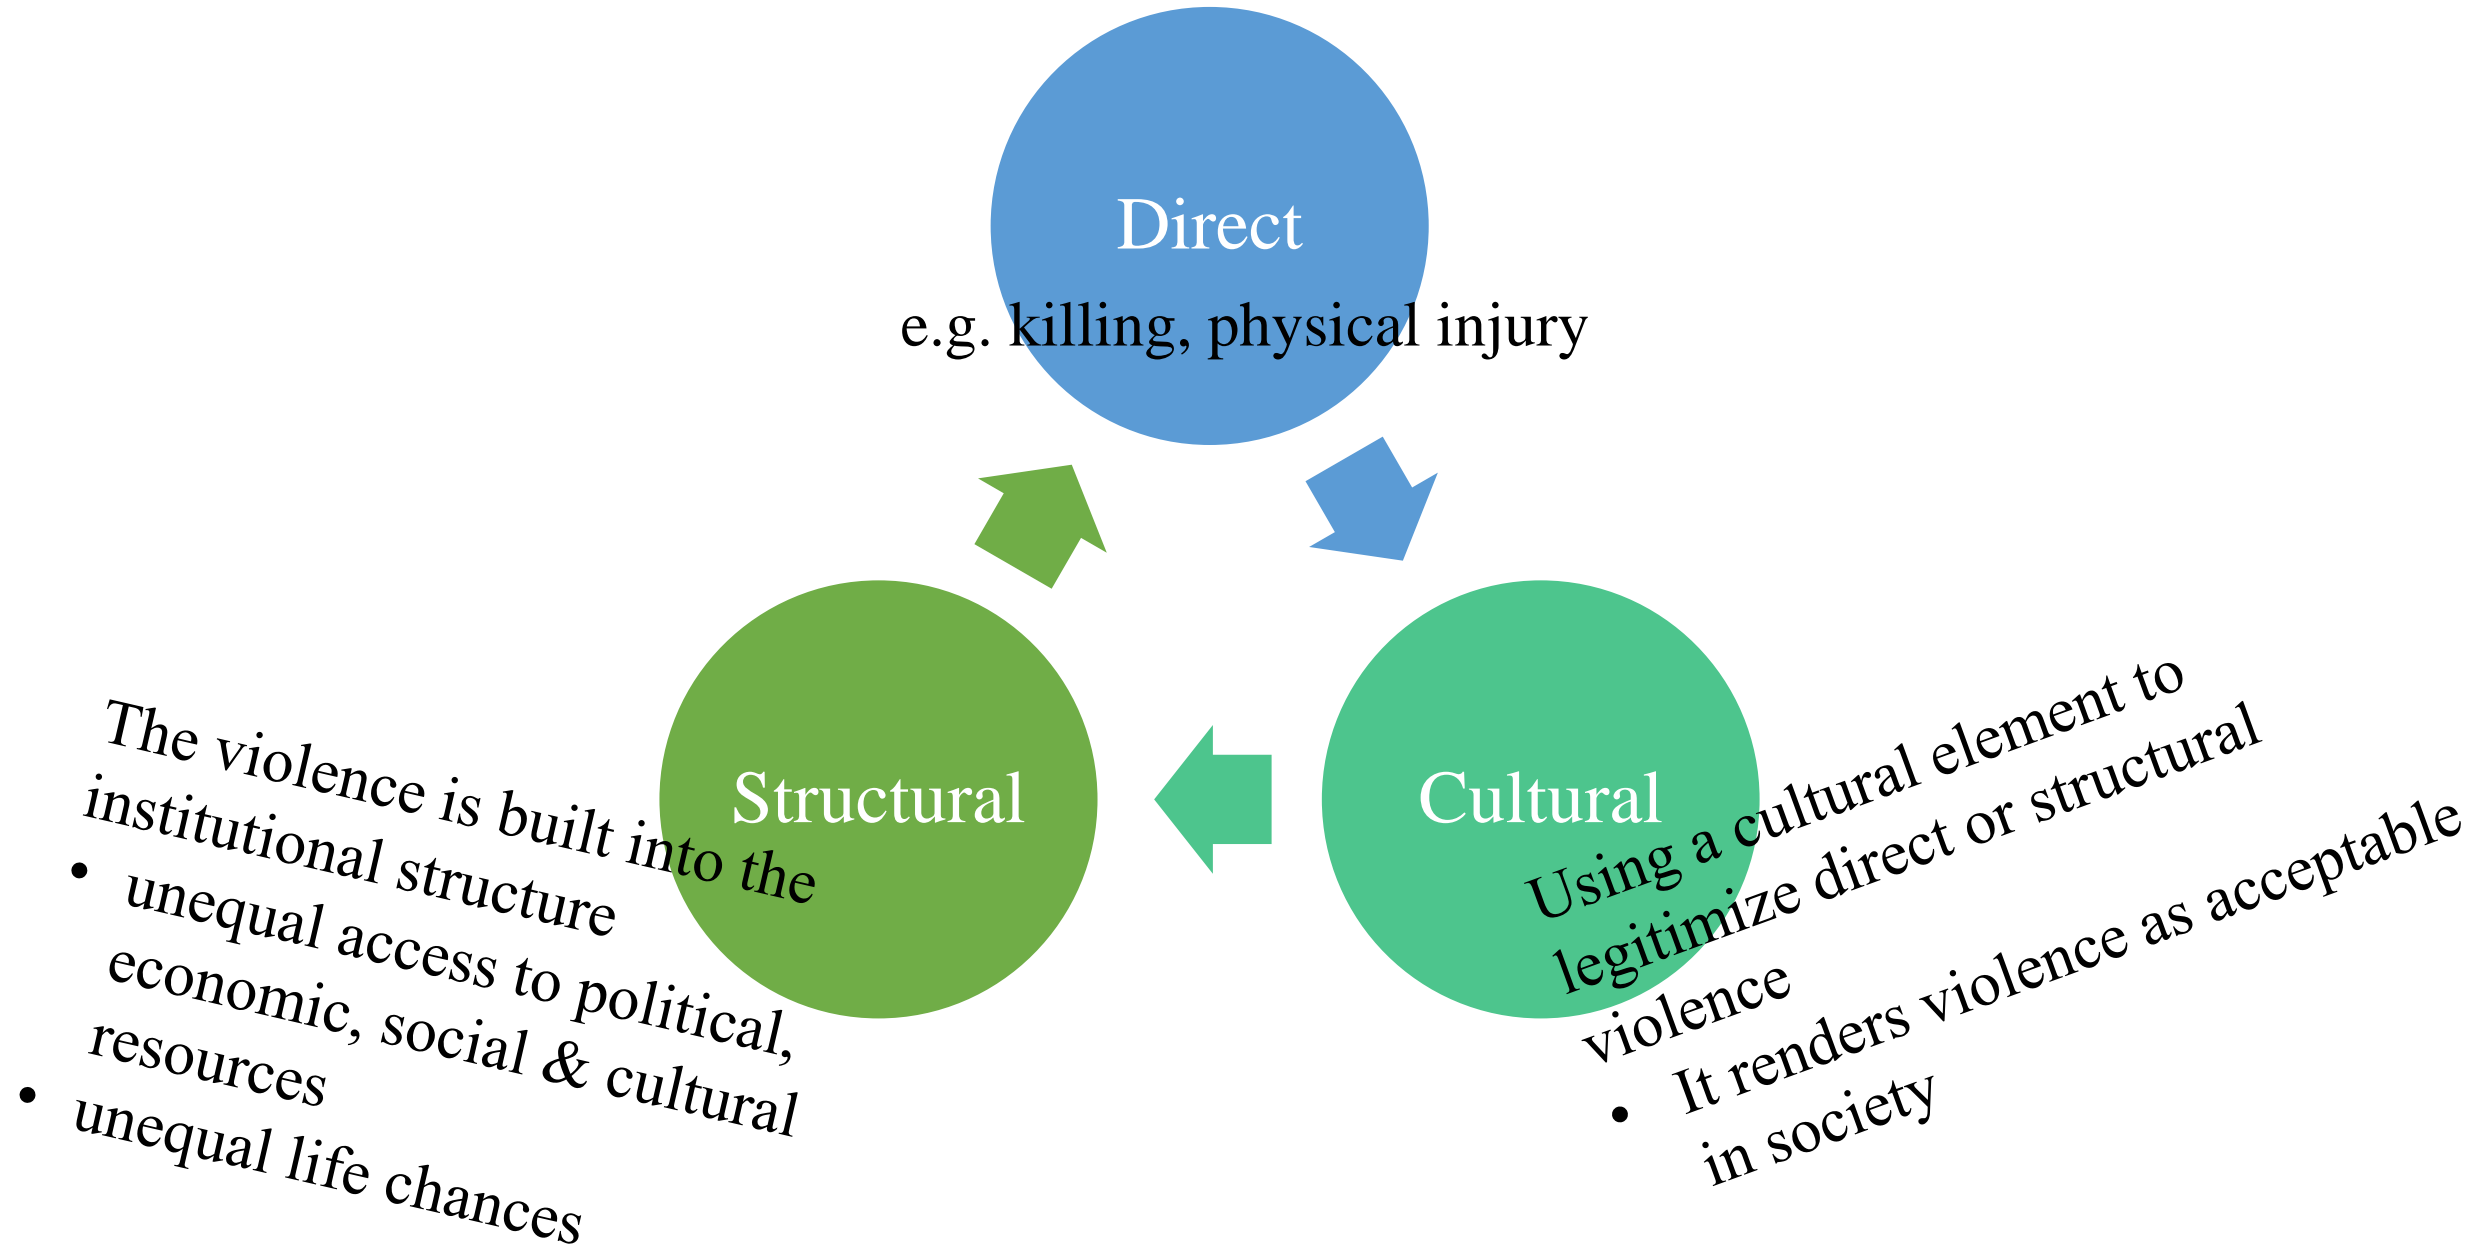 Direct
e.g. killing, physical injury
Structural
The violence is built into the
institutional structure
• unequal access to political,
economic, social & cultural
resources
• unequal life chances
Cultural
Using a cultural element to
legitimize direct or structural
violence
• It renders violence as acceptable
in society